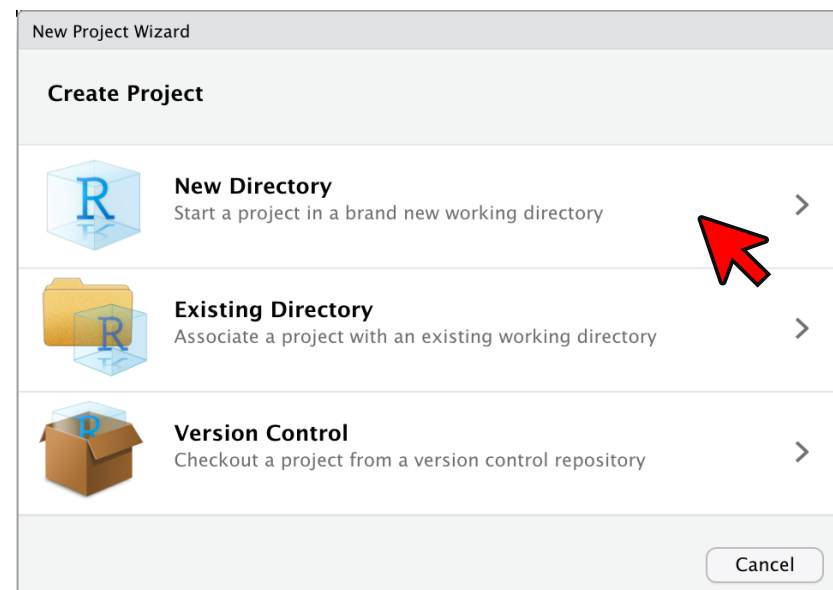 New Project Wizard
Create Project
R
New Directory
Start a project in a brand new working directory
R
Existing Directory
Associate a project with an existing working directory
R
Version Control
Checkout a project from a version control repository
Cancel